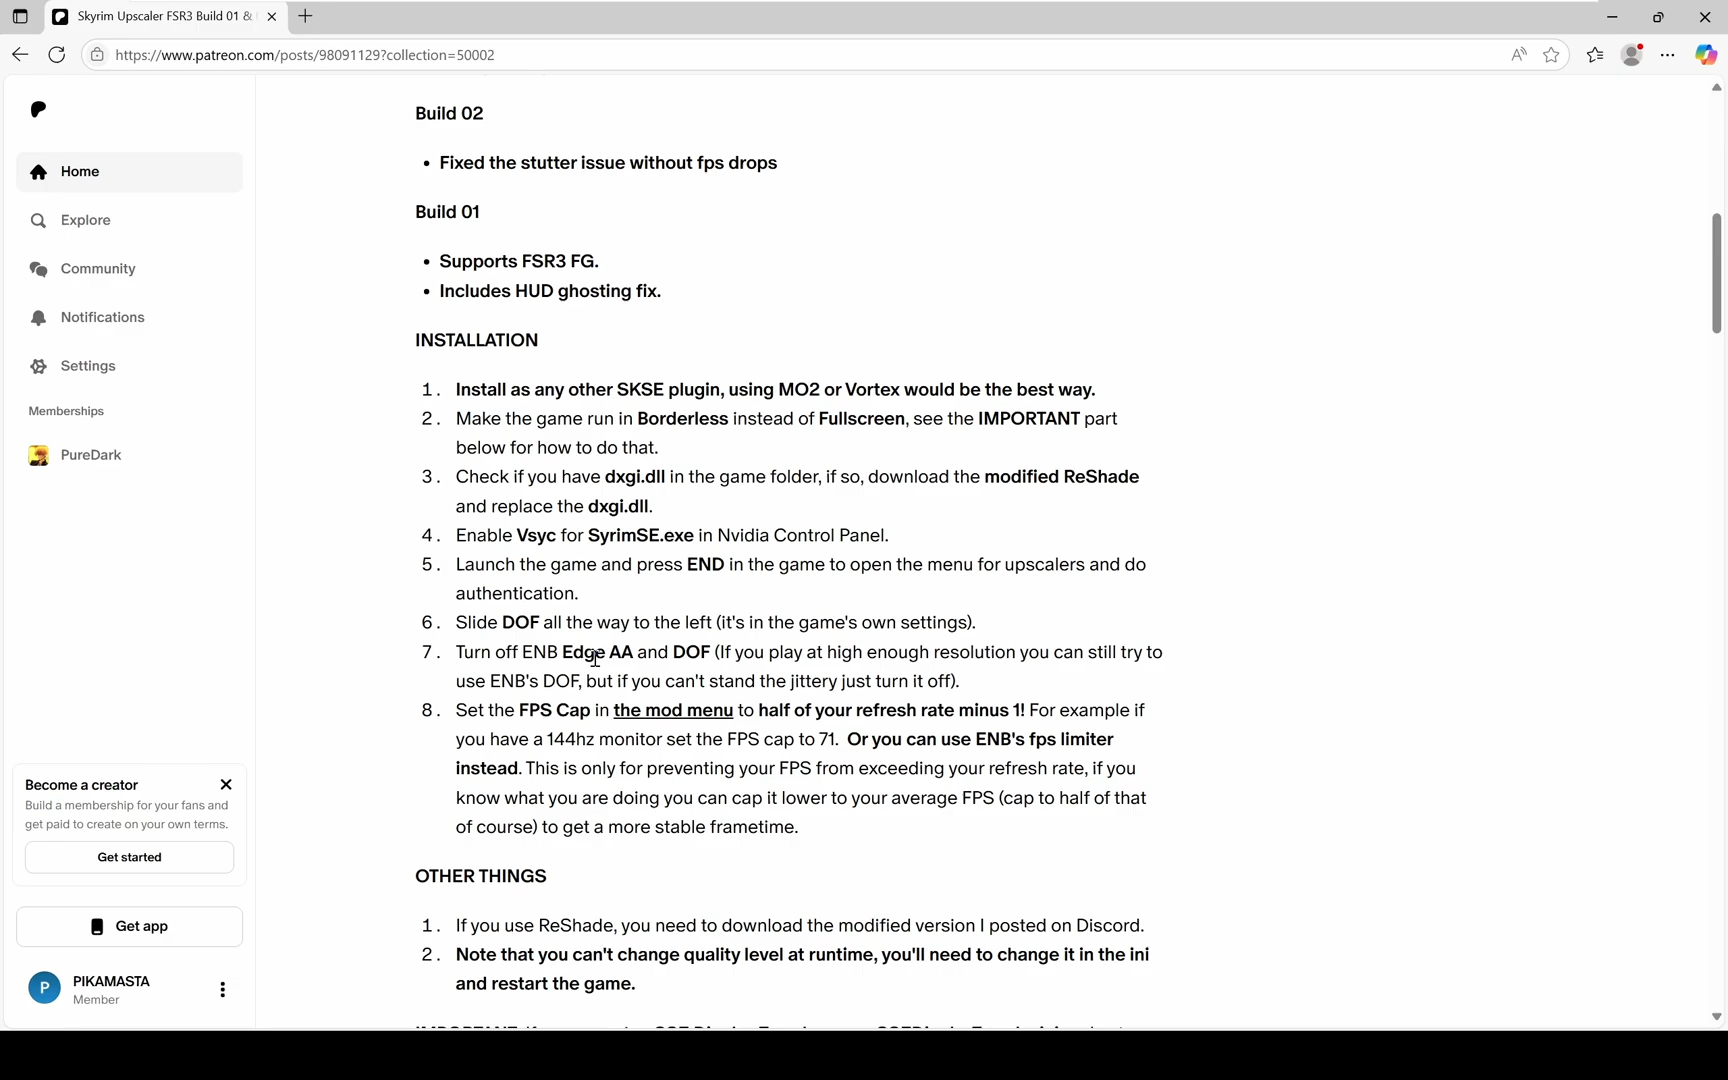 Skyrim Upscaler FSR3 Build 01 &
https://www.patreon.com/posts/98091129?collection=50002
Home
Explore
Community
Notifications
Settings
Memberships
PureDark
Become a creator
Build a membership for your fans and
get paid to create on your own terms.
Get started
Get app
P
PIKAMASTA
Member
Build 02
• Fixed the stutter issue without fps drops
Build 01
• Supports FSR3 FG.
• Includes HUD ghosting fix.
INSTALLATION
1. Install as any other SKSE plugin, using MO2 or Vortex would be the best way.
2. Make the game run in Borderless instead of Fullscreen, see the IMPORTANT part
below for how to do that.
3. Check if you have dxgi.dll in the game folder, if so, download the modified ReShade
and replace the dxgi.dll.
4. Enable Vsyc for SyrimSE.exe in Nvidia Control Panel.
5. Launch the game and press END in the game to open the menu for upscalers and do
authentication.
6. Slide DOF all the way to the left (it's in the game's own settings).
7. Turn off ENB Edge AA and DOF (If you play at high enough resolution you can still try to
use ENB's DOF, but if you can't stand the jittery just turn it off).
8. Set the FPS Cap in the mod menu to half of your refresh rate minus 1! For example if
you have a 144hz monitor set the FPS cap to 71. Or you can use ENB's fps limiter
instead. This is only for preventing your FPS from exceeding your refresh rate, if you
know what you are doing you can cap it lower to your average FPS (cap to half of that
of course) to get a more stable frametime.
OTHER THINGS
1. If you use ReShade, you need to download the modified version I posted on Discord.
2. Note that you can't change quality level at runtime, you'll need to change it in the ini
and restart the game.